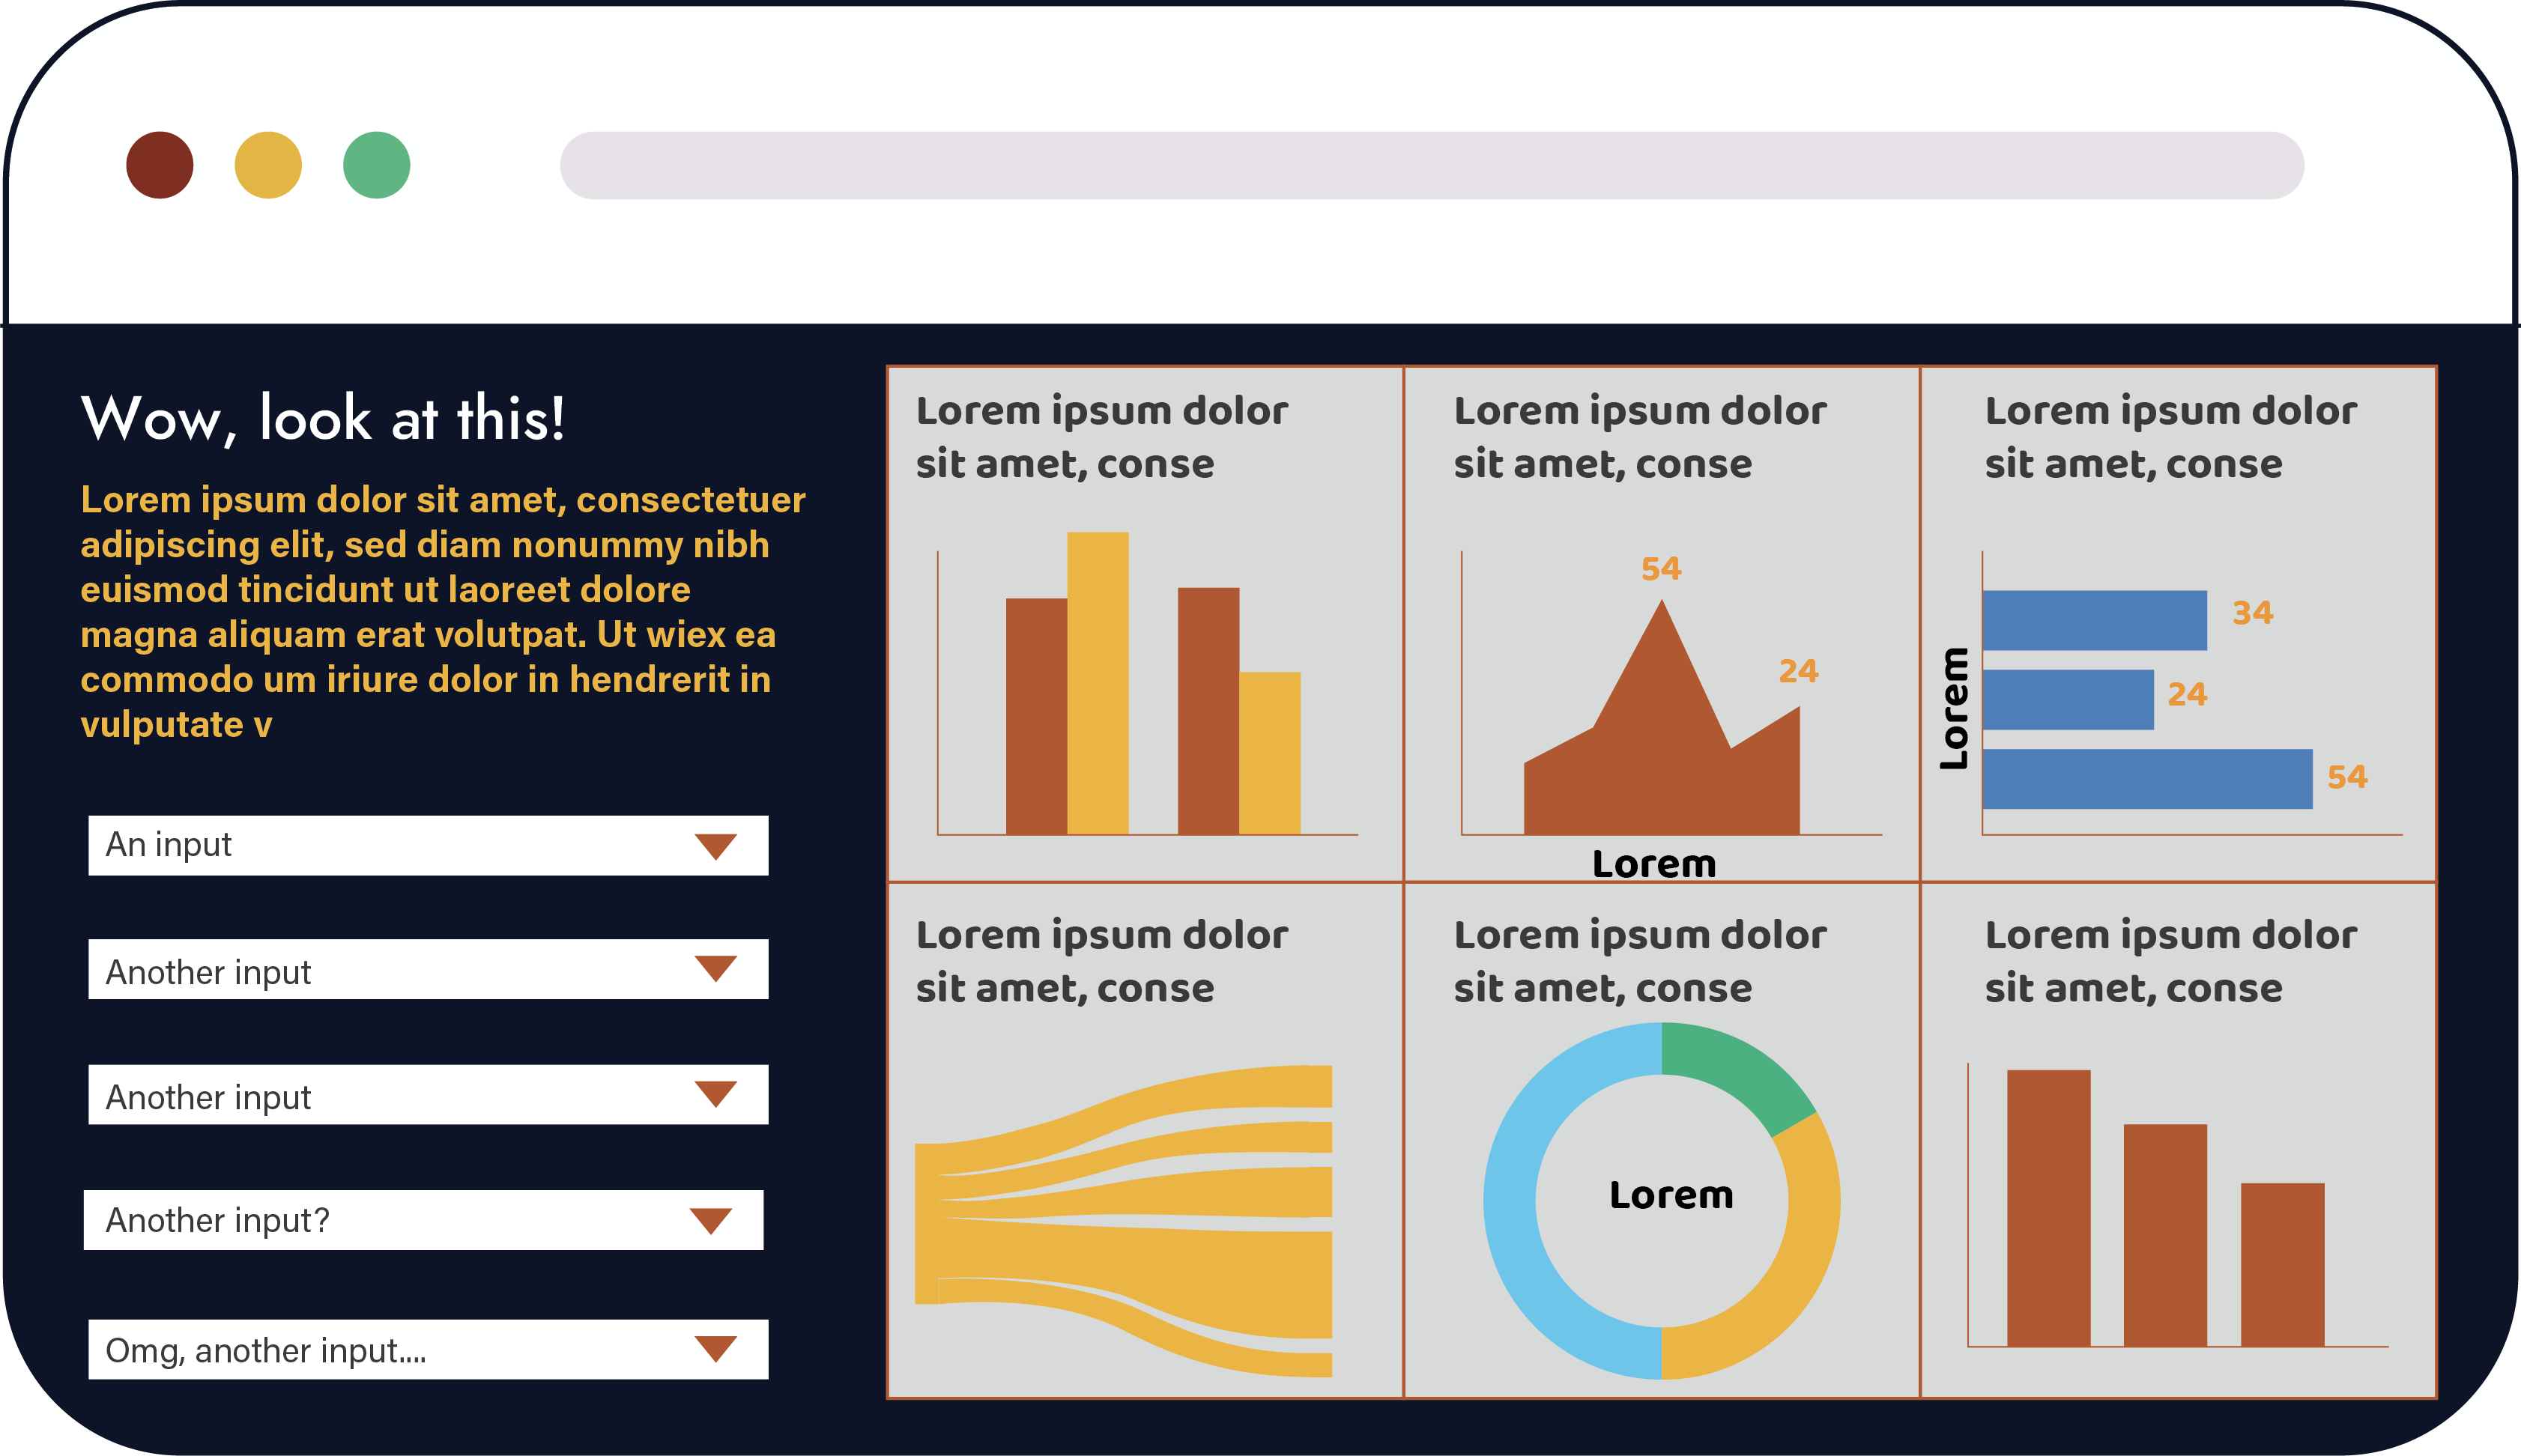 Wow, look at this!
Lorem ipsum dolor sit amet, consectetuer
adipiscing elit, sed diam nonummy nibh
euismod tincidunt ut laoreet dolore
magna aliquam erat volutpat. Ut wiex ea
commodo um iriure dolor in hendrerit in
vulputate v
An input
Another input
Another input
Another input?
Omg, another input....
Lorem ipsum dolor
sit amet, conse
Lorem ipsum dolor
sit amet, conse
54
24
Lorem
Lorem ipsum dolor
sit amet, conse
Lorem
34
24
54
Lorem ipsum dolor
sit amet, conse
Lorem ipsum dolor
sit amet, conse
Lorem
Lorem ipsum dolor
sit amet, conse